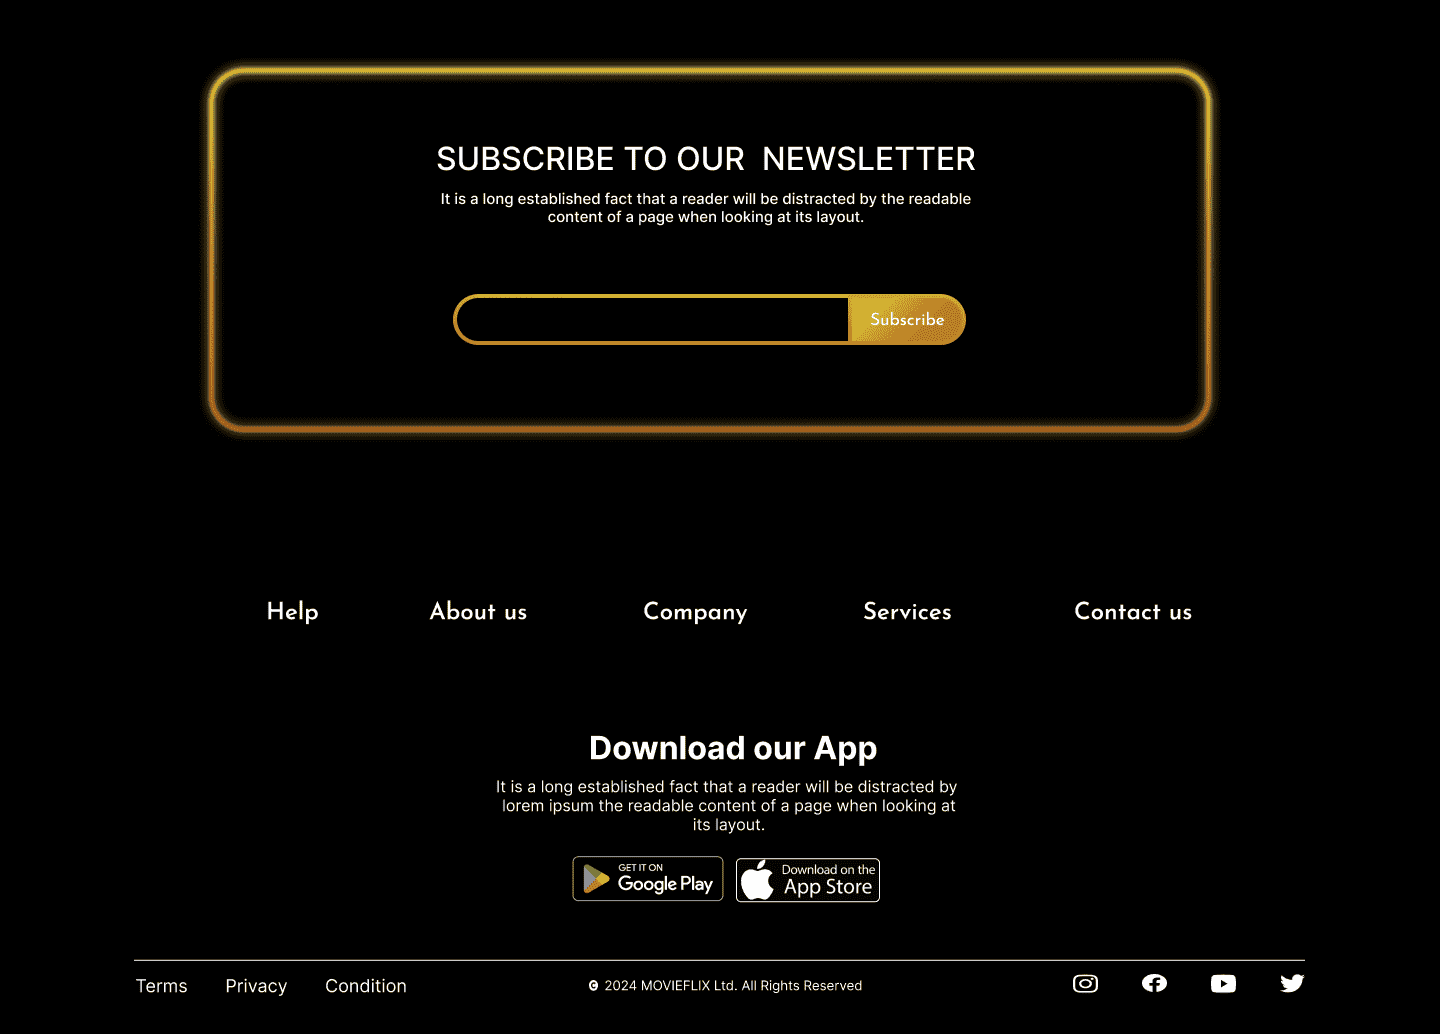 SUBSCRIBE TO OUR  NEWSLETTER
It is a long established fact that a reader will be distracted by the readable
content of a page when looking at its layout.
Subscribe
Help About us Company Services Contact us
Download our App
It is a long established fact that a reader will be distracted by
lorem ipsum the readable content of a page when looking at
its layout.
GET IT ON
Google Play
Download on the
App Store
Terms Privacy Condition © 2024 MOVIEFLIX Ltd. All Rights Reserved